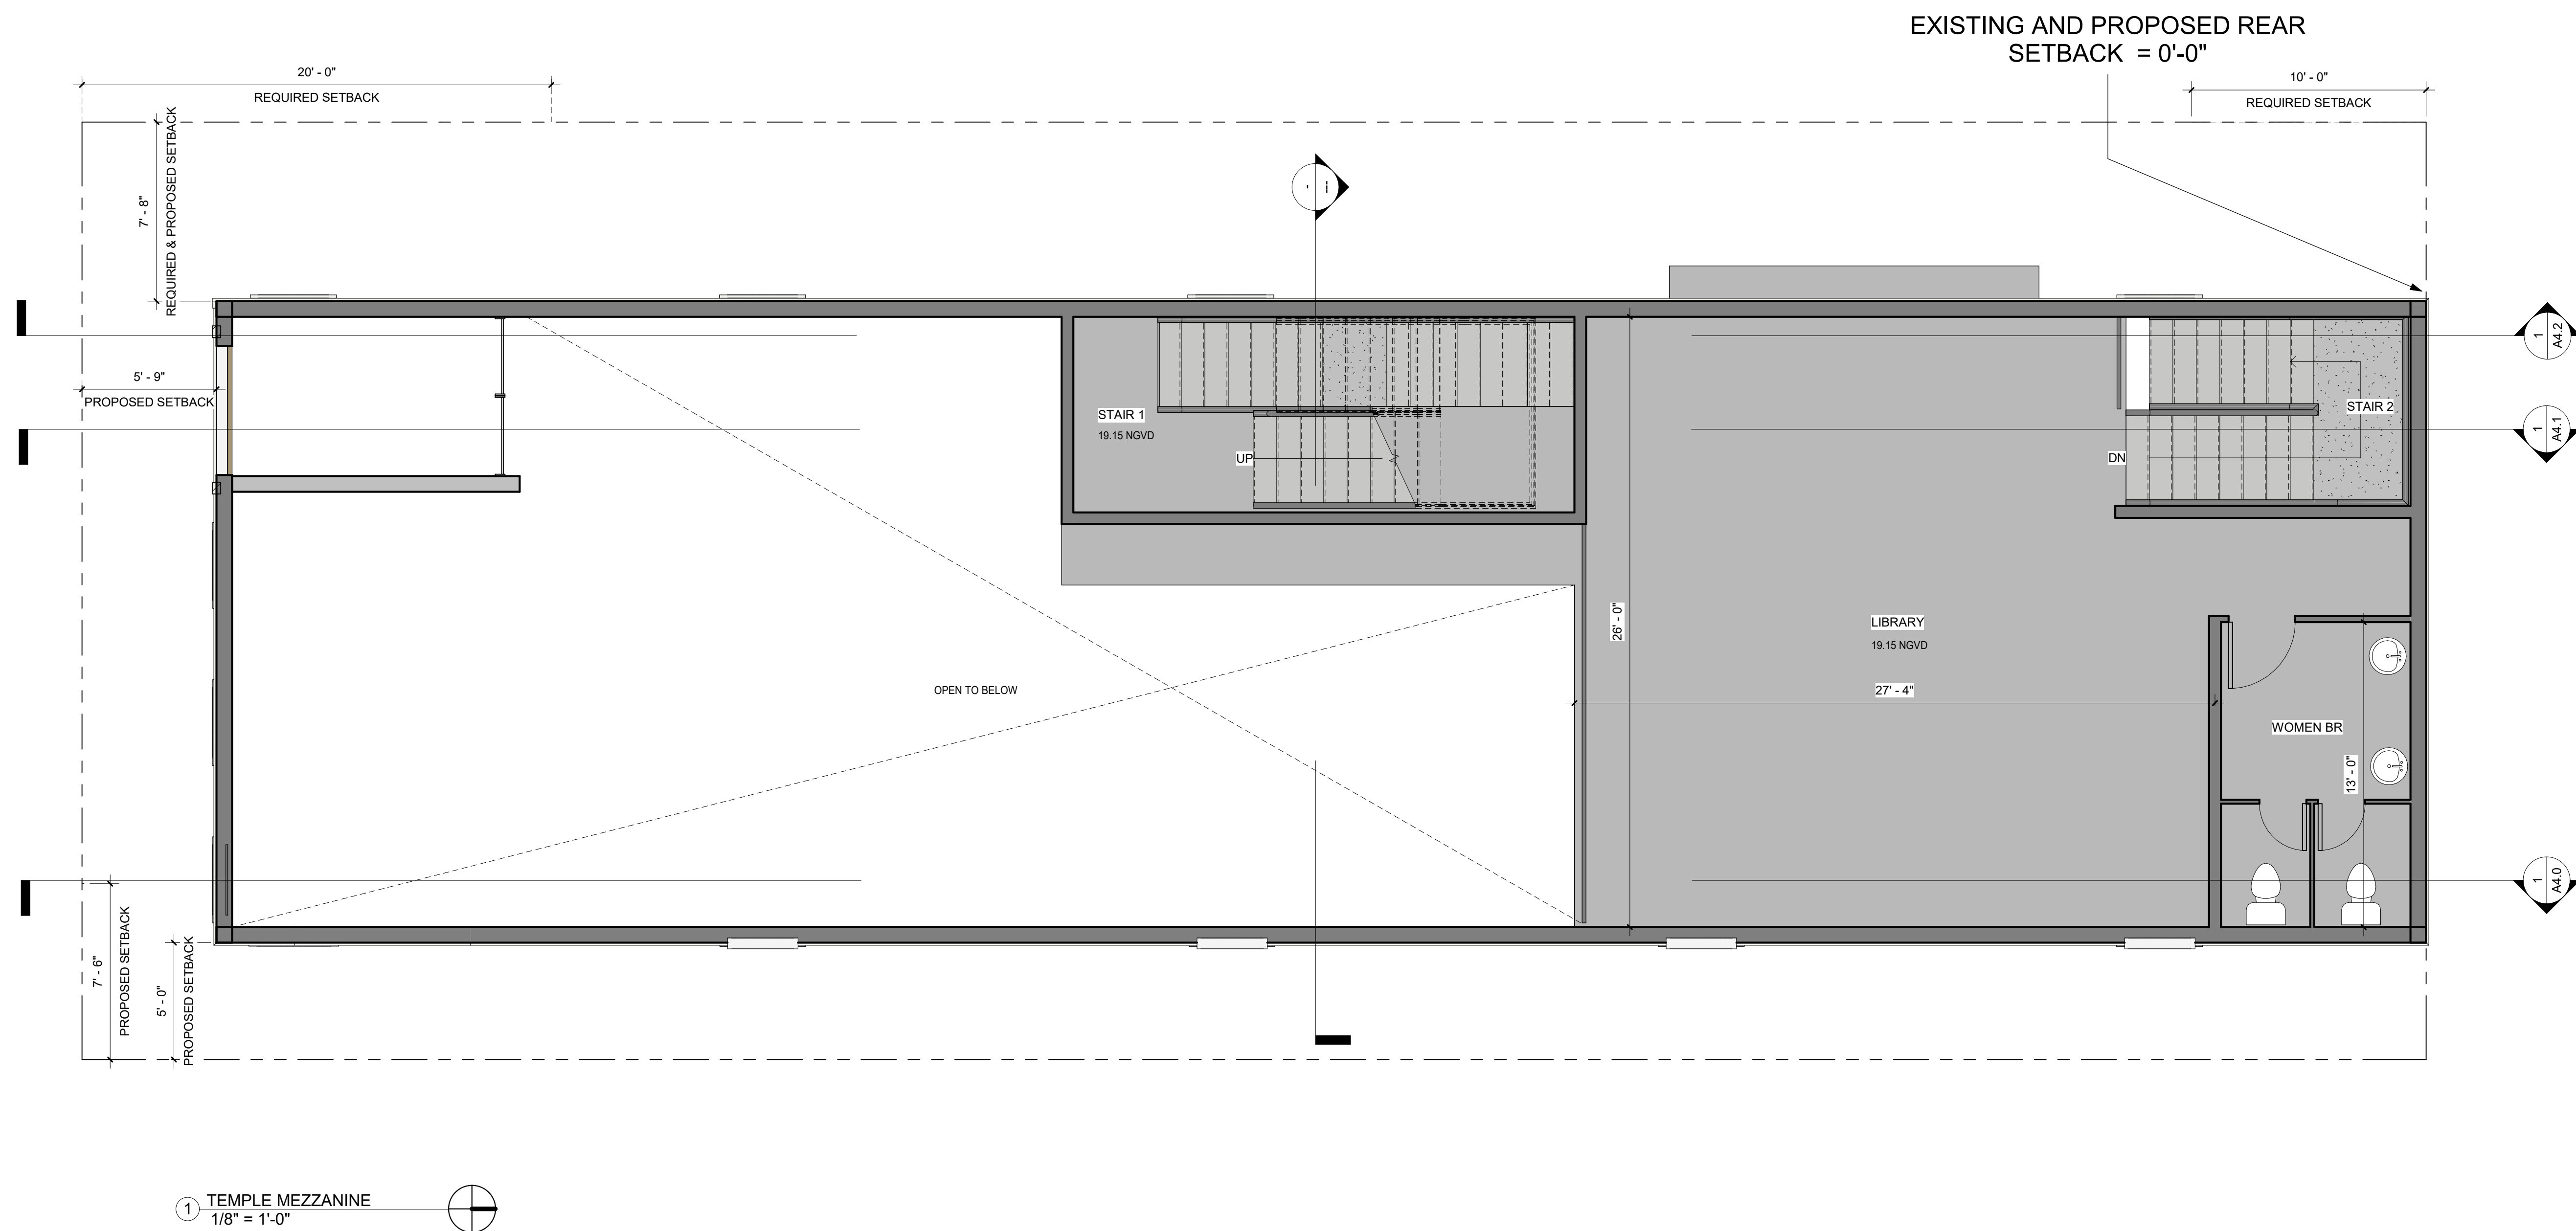 EXISTING AND PROPOSED REAR
SETBACK = 0'-0"
20' - 0"
REQUIRED SETBACK
10' - 0"
REQUIRED SETBACK
7' - 8"
REQUIRED & PROPOSED SETBACK
-
---
1
A4.2
5' - 9"
PROPOSED SETBACK
STAIR 1
19.15 NGVD
UP
STAIR 2
DN
1
A4.1
26' - 0"
LIBRARY
19.15 NGVD
OPEN TO BELOW
27' - 4"
WOMEN BR
13' - 0"
1
A4.0
7' - 6"
PROPOSED SETBACK
5' - 0"
PROPOSED SETBACK
1
TEMPLE MEZZANINE
1/8" = 1'-0"